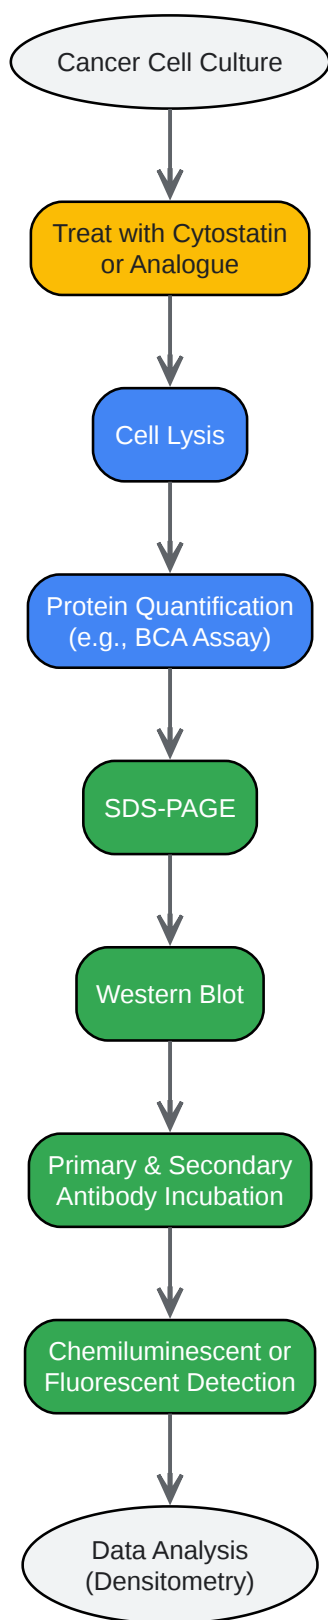 Cancer Cell Culture
Treat with Cytostatin
or Analogue
Cell Lysis
Protein Quantification
(e.g., BCA Assay)
SDS-PAGE
Western Blot
Primary & Secondary
Antibody Incubation
Chemiluminescent or
Fluorescent Detection
Data Analysis
(Densitometry)